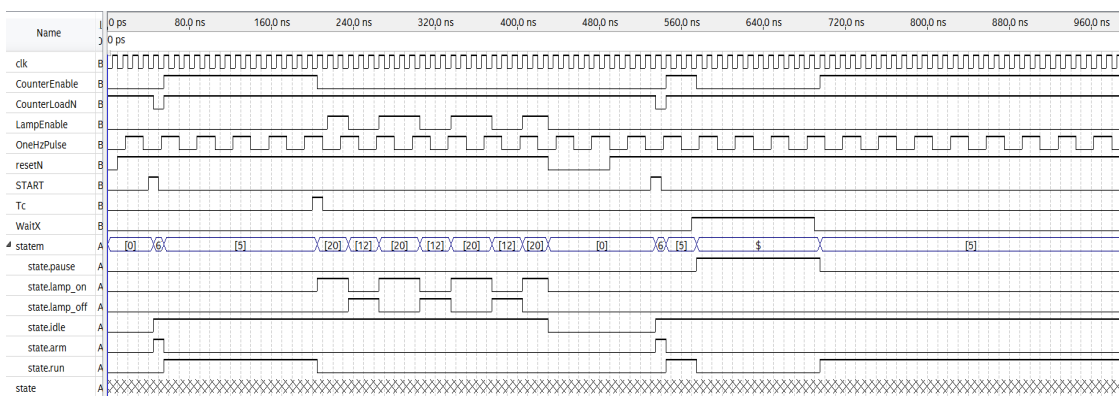 Name
0 ps 80.0 ns 160.0 ns 240.0 ns 320.0 ns 400.0 ns 480.0 ns 560.0 ns 640.0 ns 720.0 ns 800.0 ns 880.0 ns 960.0 ns
0 ps
clk B
CounterEnable B
CounterLoadN B
LampEnable B
OneHzPulse B
resetN B
START B
Tc B
WaitX B
statem A [0] 6 [5] [20] [12] [20] [12] [20] [12] [20] [0] 6 [5] $ [5]
state.pause A
state.lamp_on A
state.lamp_off A
state.idle A
state.arm A
state.run A
state A